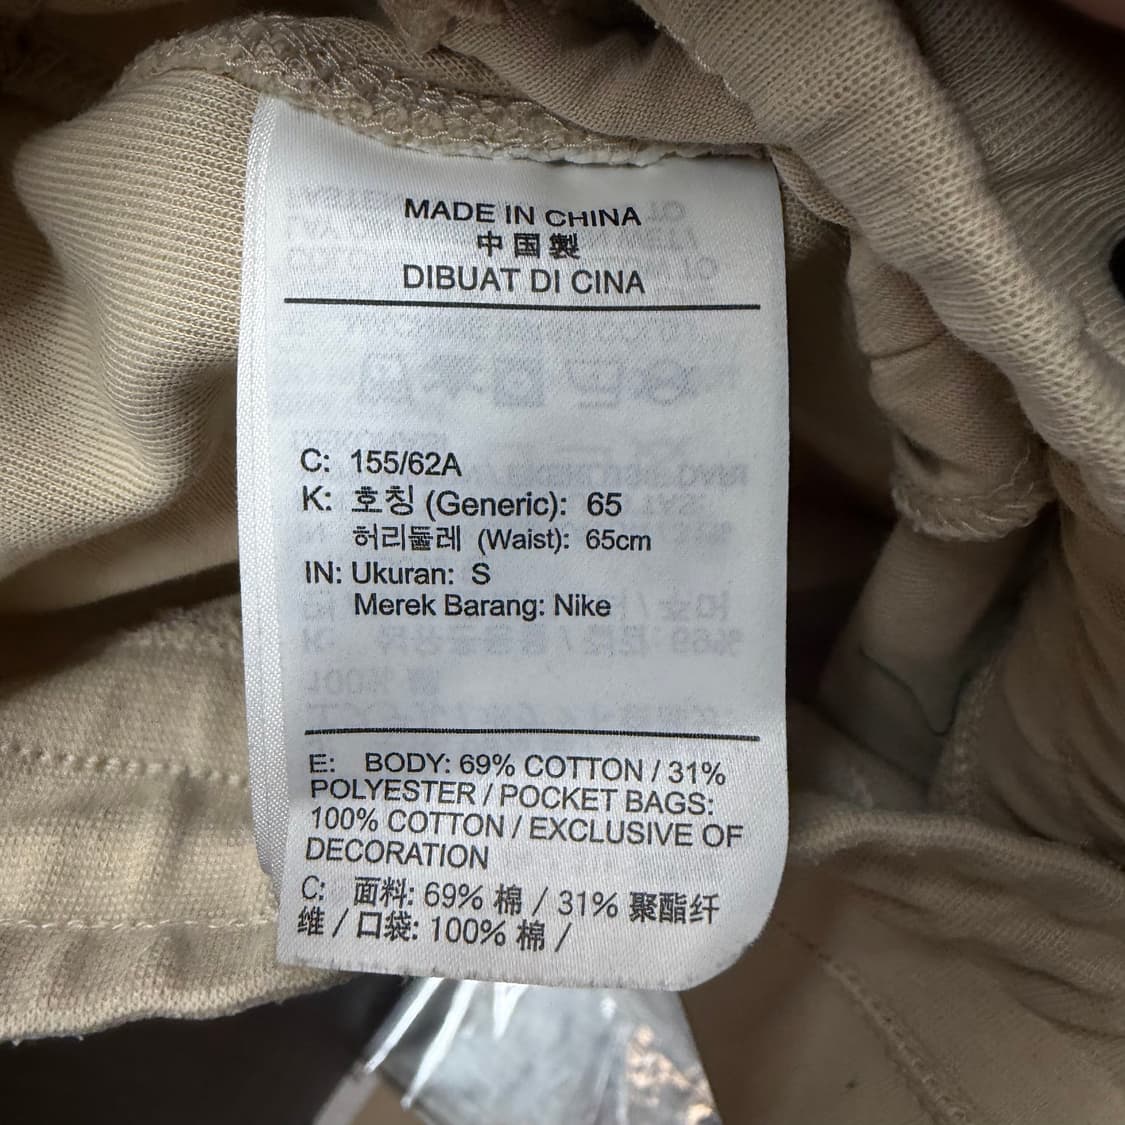 MADE IN CHINA
中国製
DIBUAT DI CINA
C: 155/62A
K: 호칭 (Generic): 65
허리둘레 (Waist): 65cm
IN: Ukuran: S
Merek Barang: Nike
E: BODY: 69% COTTON / 31%
POLYESTER / POCKET BAGS:
100% COTTON / EXCLUSIVE OF
DECORATION
C: 面料: 69% 棉 / 31% 聚酯纤
维 / 口袋: 100% 棉 /